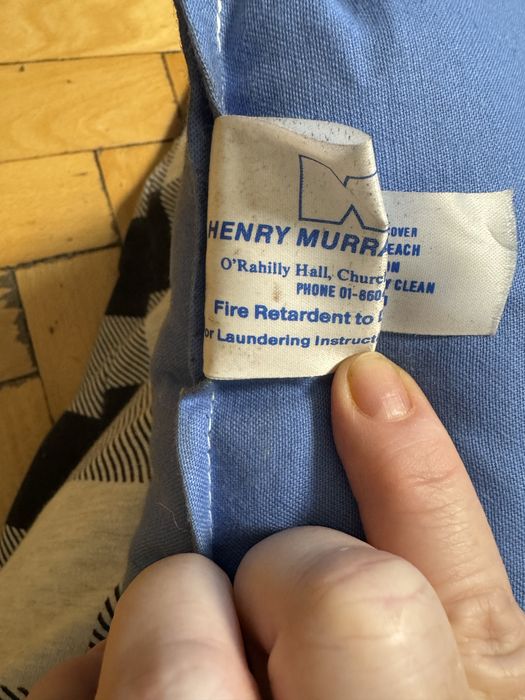 HENRY MURRA
O'Rahilly Hall, Churc
PHONE 01-860
Fire Retardent to
or Laundering Instruct
OVER
EACH
N
CLEAN